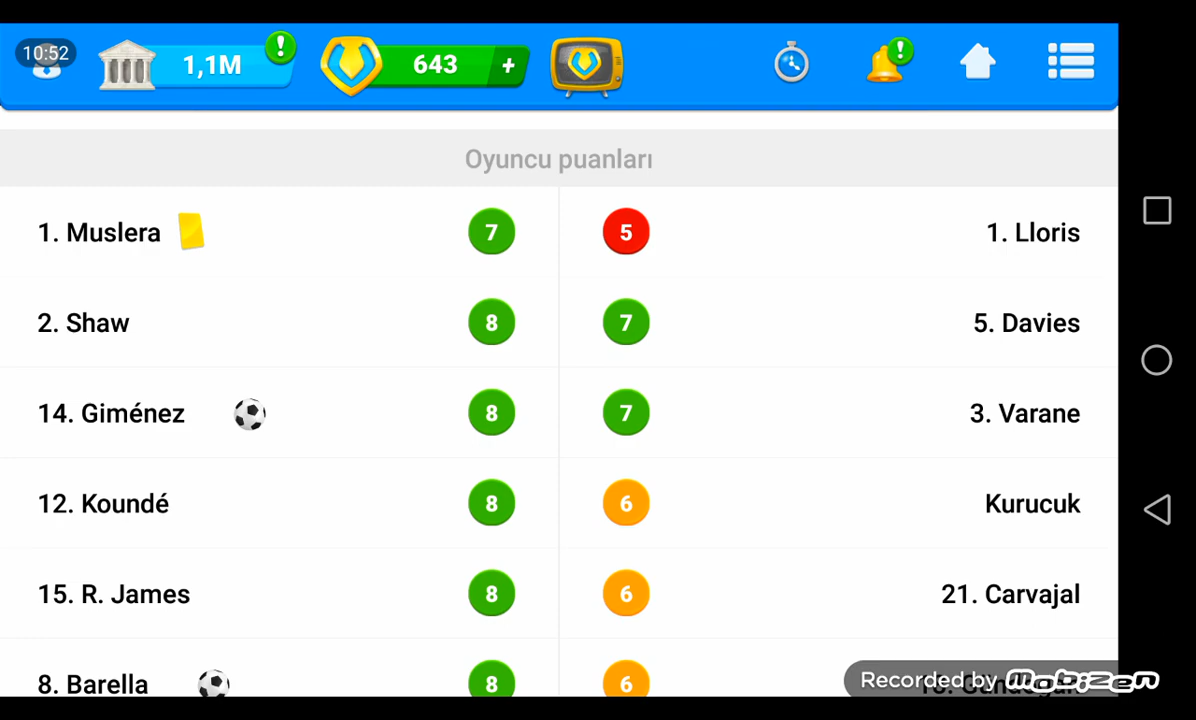 10:52
1,1M
643
+
Oyuncu puanları
1. Muslera 7 5 1. Lloris
2. Shaw 8 7 5. Davies
14. Giménez 8 7 3. Varane
12. Koundé 8 6 Kurucuk
15. R. James 8 6 21. Carvajal
8. Barella 8 6
Recorded by Mobizen